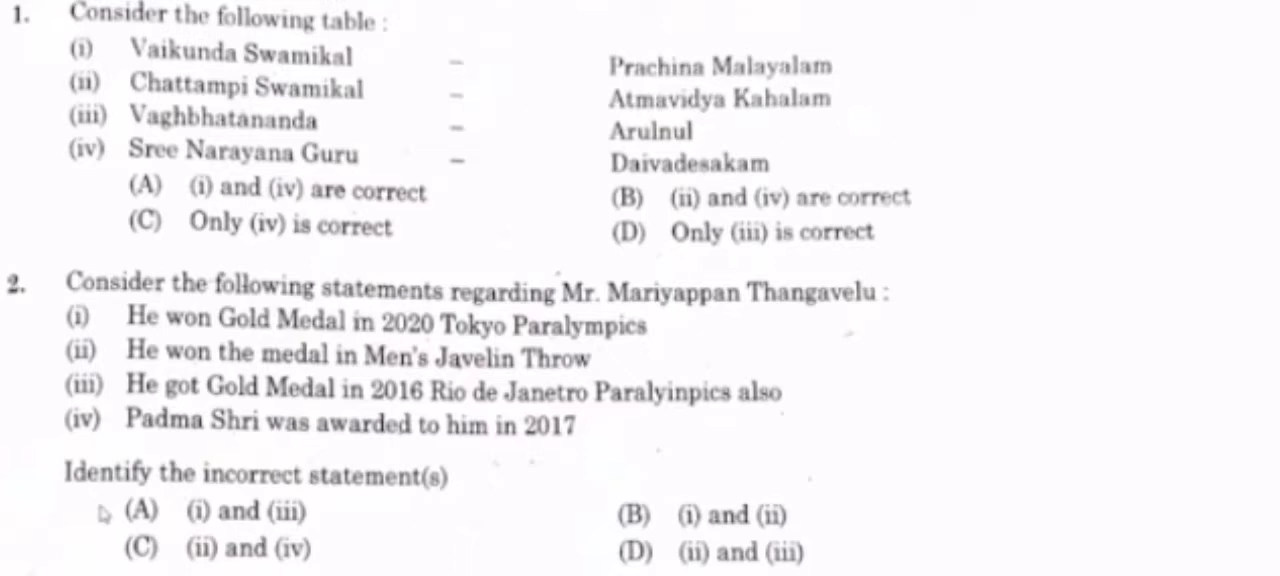 1. Consider the following table :
(i) Vaikunda Swamikal – Prachina Malayalam
(ii) Chattampi Swamikal – Atmavidya Kahalam
(iii) Vaghbhatananda – Arulnul
(iv) Sree Narayana Guru – Daivadesakam
(A) (i) and (iv) are correct (B) (ii) and (iv) are correct
(C) Only (iv) is correct (D) Only (iii) is correct
2. Consider the following statements regarding Mr. Mariyappan Thangavelu :
(i) He won Gold Medal in 2020 Tokyo Paralympics
(ii) He won the medal in Men's Javelin Throw
(iii) He got Gold Medal in 2016 Rio de Janetro Paralyinpics also
(iv) Padma Shri was awarded to him in 2017
Identify the incorrect statement(s)
(A) (i) and (iii) (B) (i) and (ii)
(C) (ii) and (iv) (D) (ii) and (iii)